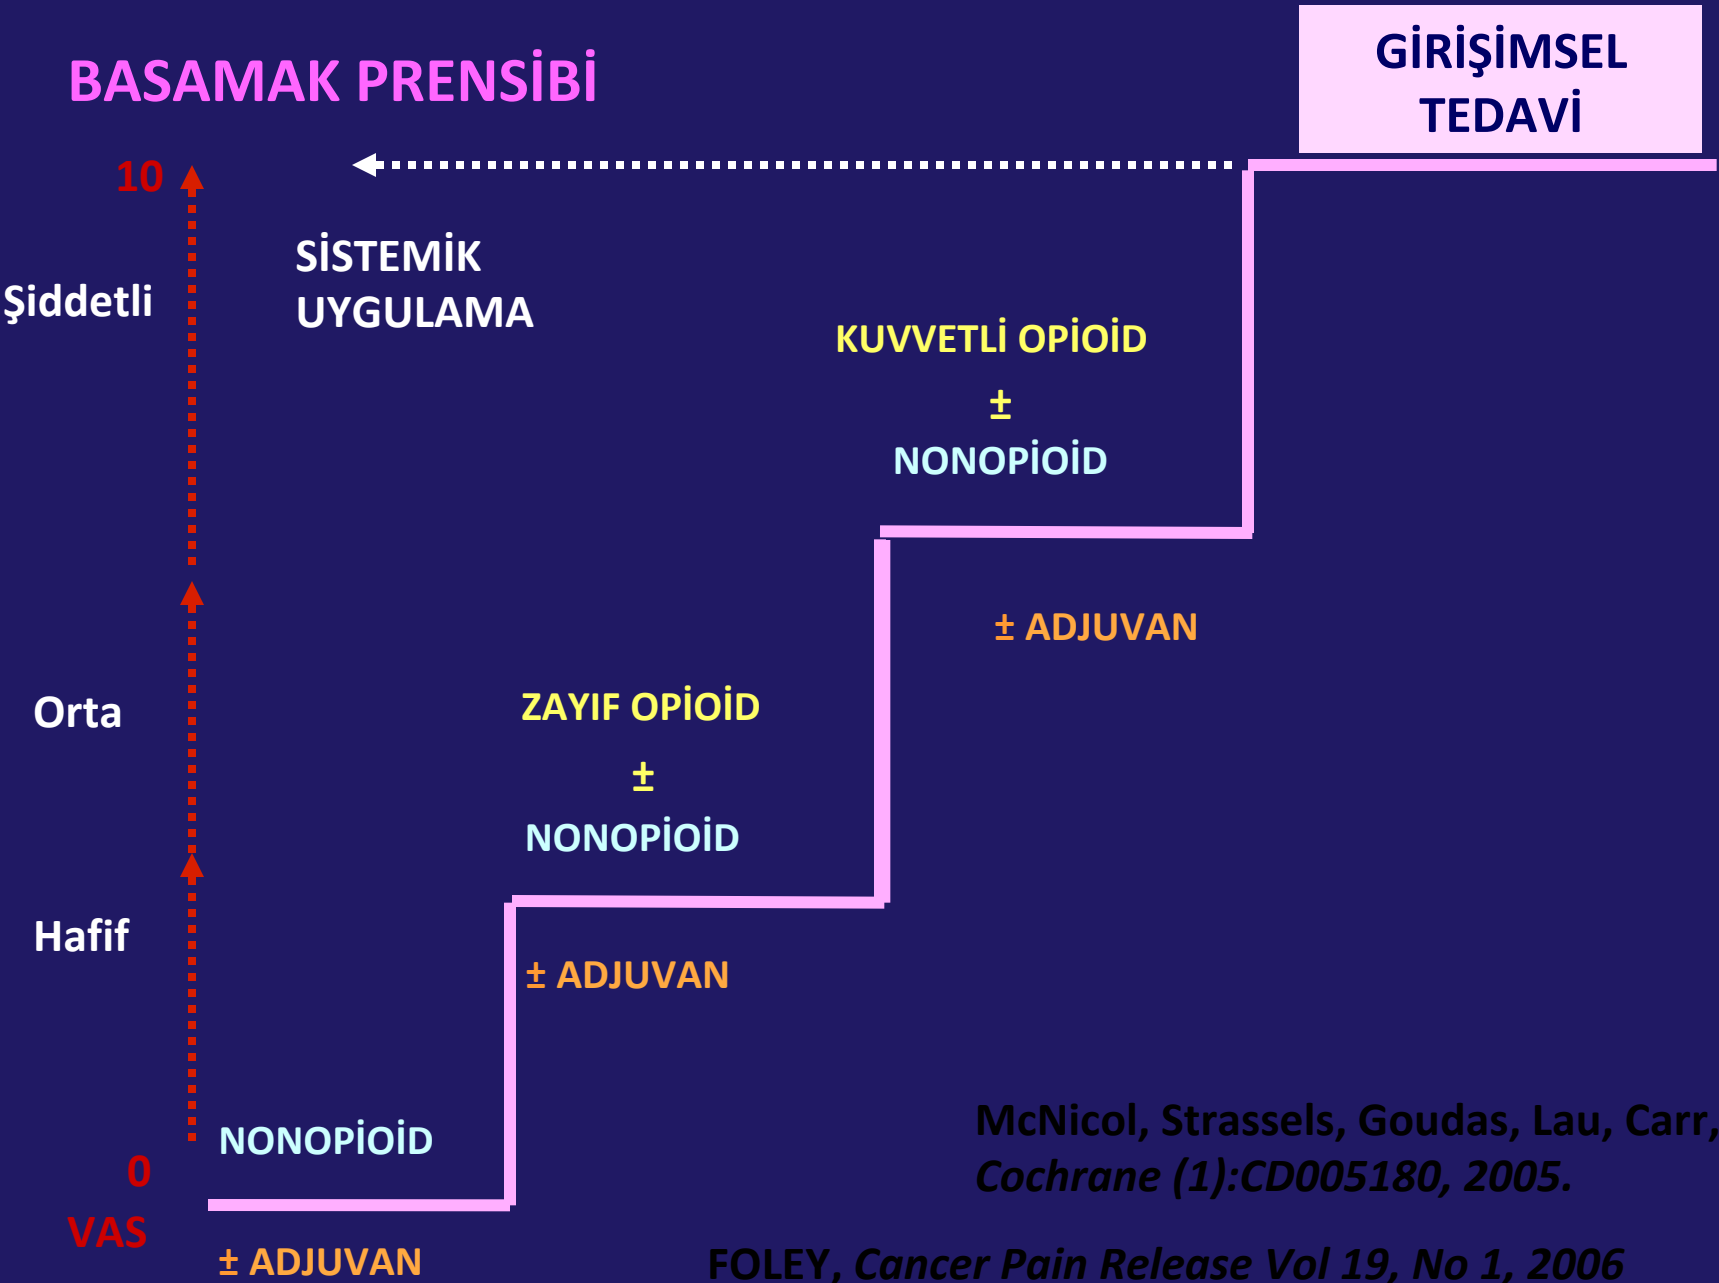 BASAMAK PRENSİBİ
GİRİŞİMSEL
TEDAVİ
10
SİSTEMİK
UYGULAMA
Şiddetli
KUVVETLİ OPİOİD
±
NONOPİOİD
± ADJUVAN
Orta
ZAYIF OPİOİD
±
NONOPİOİD
Hafif
± ADJUVAN
NONOPİOİD
0
VAS
± ADJUVAN
McNicol, Strassels, Goudas, Lau, Carr,
Cochrane (1):CD005180, 2005.
FOLEY, Cancer Pain Release Vol 19, No 1, 2006